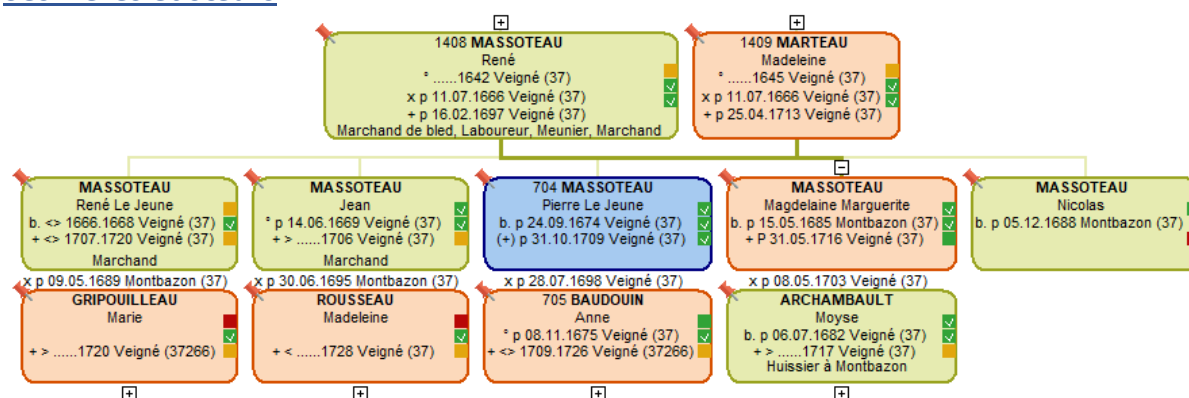 1408 MASSOTEAU
René
° ......1642 Veigné (37)
x p 11.07.1666 Veigné (37)
+ p 16.02.1697 Veigné (37)
Marchand de bled, Laboureur, Meunier, Marchand
1409 MARTEAU
Madeleine
° ......1645 Veigné (37)
x p 11.07.1666 Veigné (37)
+ p 25.04.1713 Veigné (37)
MASSOTEAU
René Le Jeune
b. <> 1666.1668 Veigné (37)
+ <> 1707.1720 Veigné (37)
Marchand
x p 09.05.1689 Montbazon (37)
GRIPOUILLEAU
Marie
+ > ......1720 Veigné (37266)
MASSOTEAU
Jean
° p 14.06.1669 Veigné (37)
+ > ......1706 Veigné (37)
Marchand
x p 30.06.1695 Montbazon (37)
ROUSSEAU
Madeleine
+ < ......1728 Veigné (37)
704 MASSOTEAU
Pierre Le Jeune
b. p 24.09.1674 Veigné (37)
(+) p 31.10.1709 Veigné (37)
x p 28.07.1698 Veigné (37)
705 BAUDOUIN
Anne
° p 08.11.1675 Veigné (37)
+ <> 1709.1726 Veigné (37266)
MASSOTEAU
Magdelaine Marguerite
b. p 15.05.1685 Montbazon (37)
+ P 31.05.1716 Veigné (37)
x p 08.05.1703 Veigné (37)
ARCHAMBAULT
Moyse
b. p 06.07.1682 Veigné (37)
+ > ......1717 Veigné (37)
Huissier à Montbazon
MASSOTEAU
Nicolas
b. p 05.12.1688 Montbazon (37)